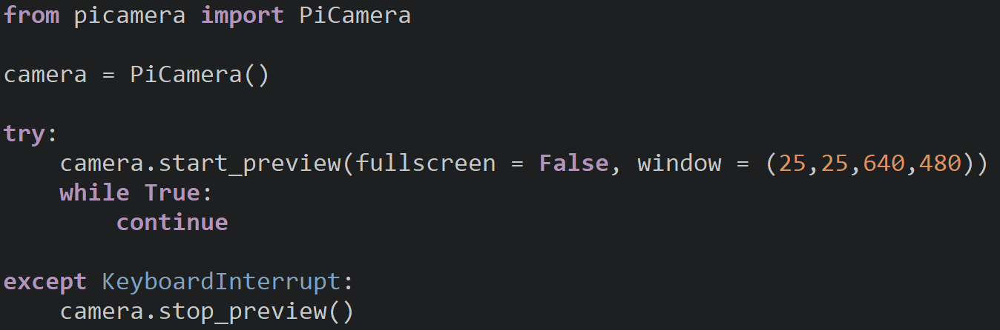 from picamera import PiCamera
camera = PiCamera()
try:
    camera.start_preview(fullscreen = False, window = (25,25,640,480))
    while True:
        continue
except KeyboardInterrupt:
    camera.stop_preview()